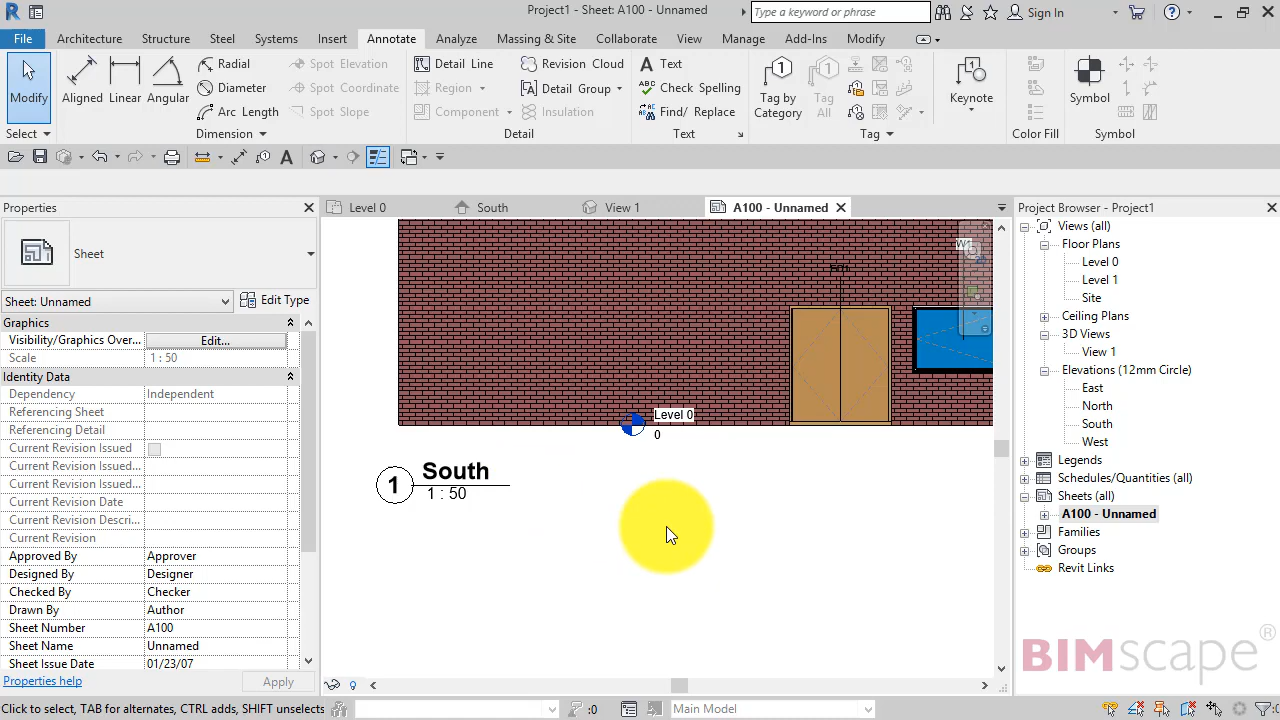 Project1 - Sheet: A100 - Unnamed
Type a keyword or phrase
Sign In
File Architecture Structure Steel Systems Insert Annotate Analyze Massing & Site Collaborate View Manage Add-Ins Modify
Modify
Select
Aligned Linear Angular
Radial
Diameter
Arc Length
Spot Elevation
Spot Coordinate
Spot Slope
Dimension
Detail Line
Region
Component
Revision Cloud
Detail Group
Insulation
Detail
Text
Check Spelling
Find/ Replace
Text
Tag by Category
Tag All
Tag
Keynote
Color Fill
Symbol
Symbol
Properties
Level 0
South
View 1
A100 - Unnamed
Project Browser - Project1
Sheet
Sheet: Unnamed
Edit Type
Graphics
Visibility/Graphics Over... Edit...
Scale 1 : 50
Identity Data
Dependency Independent
Referencing Sheet
Referencing Detail
Current Revision Issued
Current Revision Issued...
Current Revision Issued...
Current Revision Date
Current Revision Descri...
Current Revision
Approved By Approver
Designed By Designer
Checked By Checker
Drawn By Author
Sheet Number A100
Sheet Name Unnamed
Sheet Issue Date 01/23/07
Properties help
Apply
Level 0
0
1
South
1 : 50
Views (all)
Floor Plans
Level 0
Level 1
Site
Ceiling Plans
3D Views
View 1
Elevations (12mm Circle)
East
North
South
West
Legends
Schedules/Quantities (all)
Sheets (all)
A100 - Unnamed
Families
Groups
Revit Links
BIMscape®
Click to select, TAB for alternates, CTRL adds, SHIFT unselects
:0
Main Model
:0